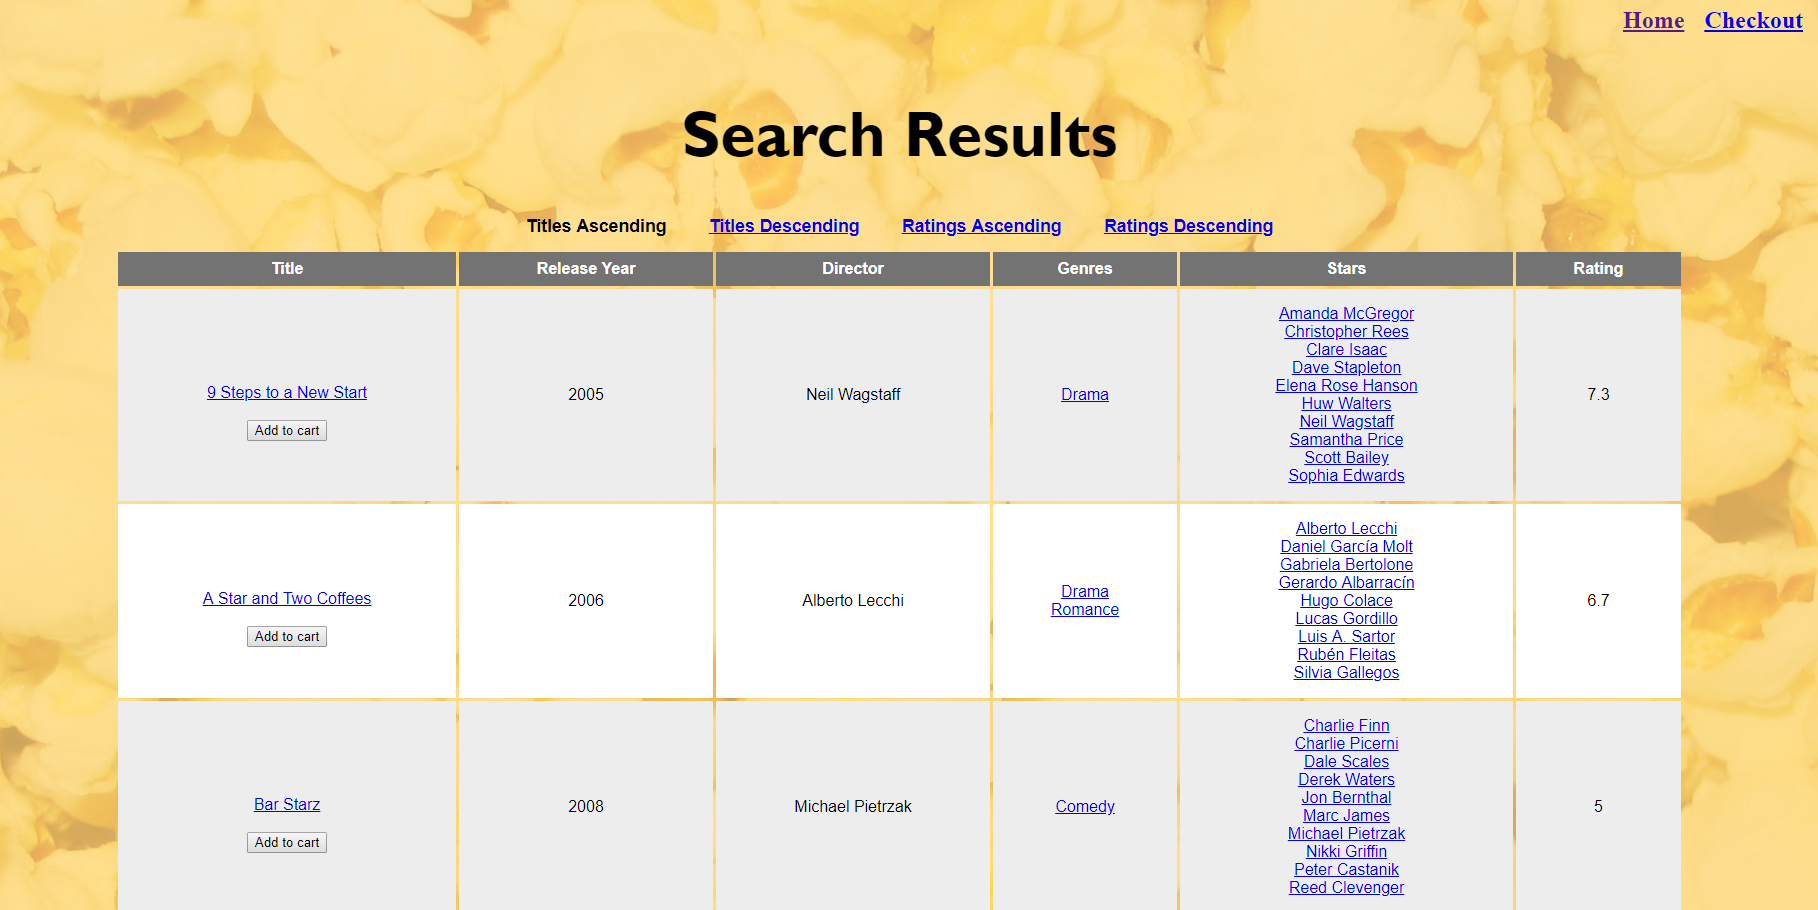 Home Checkout
Search Results
Titles Ascending Titles Descending Ratings Ascending Ratings Descending
Title Release Year Director Genres Stars Rating
9 Steps to a New Start
Add to cart
2005
Neil Wagstaff
Drama
Amanda McGregor
Christopher Rees
Clare Isaac
Dave Stapleton
Elena Rose Hanson
Huw Walters
Neil Wagstaff
Samantha Price
Scott Bailey
Sophia Edwards
7.3
A Star and Two Coffees
Add to cart
2006
Alberto Lecchi
Drama
Romance
Alberto Lecchi
Daniel García Molt
Gabriela Bertolone
Gerardo Albarracín
Hugo Colace
Lucas Gordillo
Luis A. Sartor
Rubén Fleitas
Silvia Gallegos
6.7
Bar Starz
Add to cart
2008
Michael Pietrzak
Comedy
Charlie Finn
Charlie Picerni
Dale Scales
Derek Waters
Jon Bernthal
Marc James
Michael Pietrzak
Nikki Griffin
Peter Castanik
Reed Clevenger
5